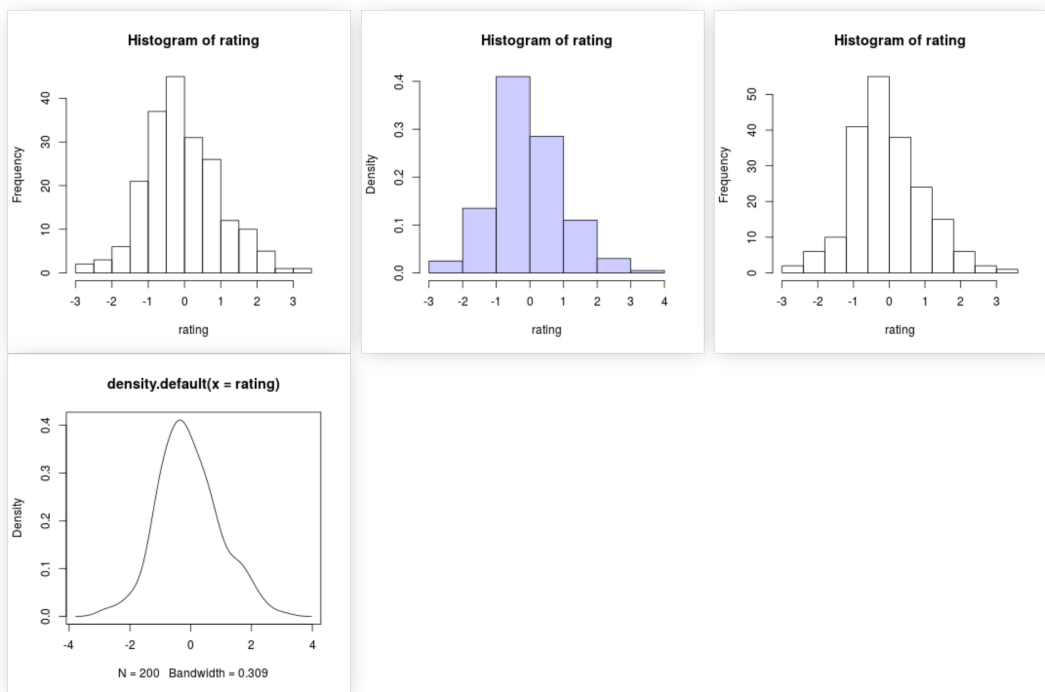 Histogram of rating
Frequency
40
30
20
10
0
-3 -2 -1 0 1 2 3
rating
Histogram of rating
Density
0.4
0.3
0.2
0.1
0.0
-3 -2 -1 0 1 2 3 4
rating
Histogram of rating
Frequency
50
40
30
20
10
0
-3 -2 -1 0 1 2 3
rating
density.default(x = rating)
Density
0.4
0.3
0.2
0.1
0.0
-4 -2 0 2 4
N = 200 Bandwidth = 0.309